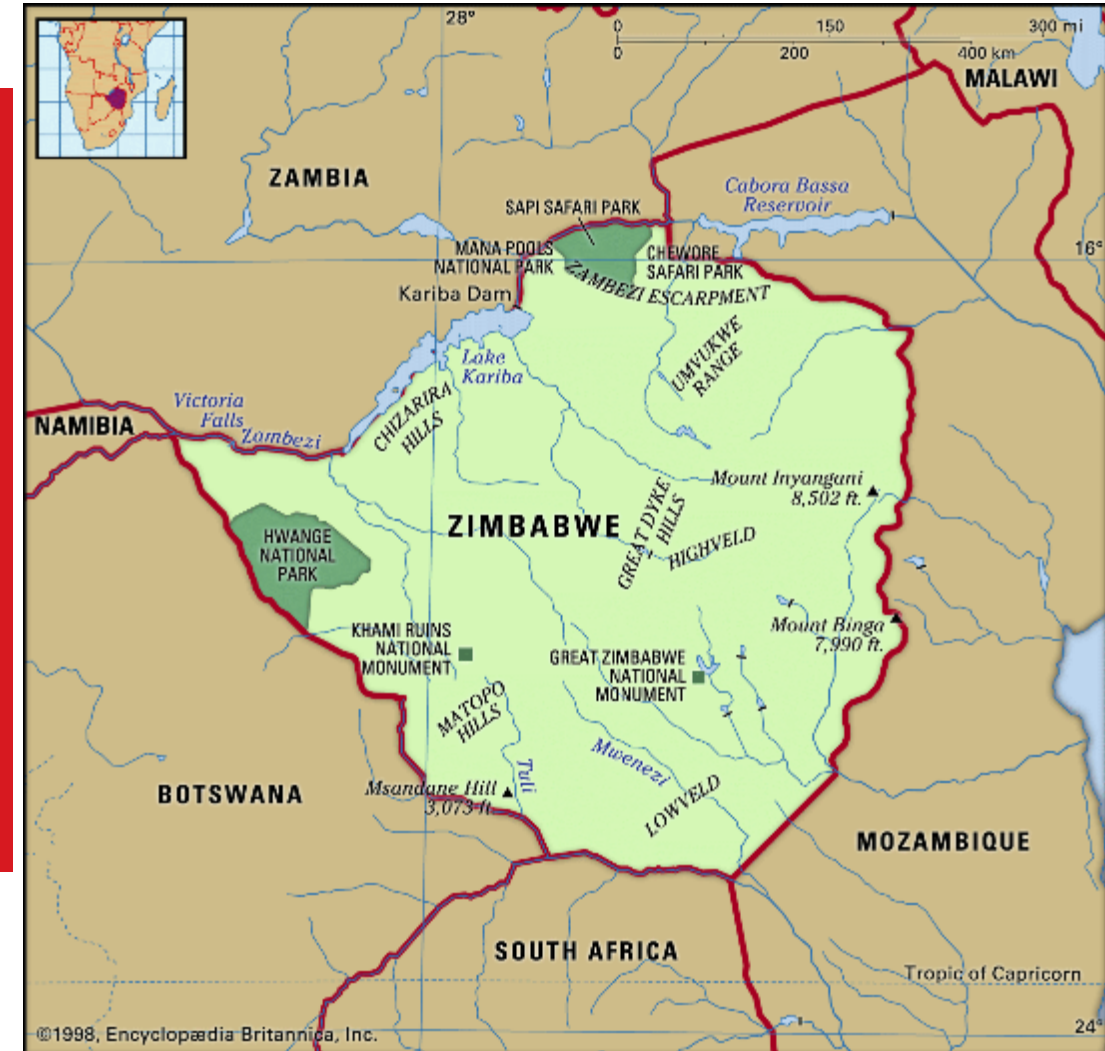 28°
0 150 300 mi
0 200 400 km
MALAWI
ZAMBIA
Cabora Bassa
Reservoir
SAPI SAFARI PARK
MANA POOLS
NATIONAL PARK
CHEWORE
SAFARI PARK
16°
ZAMBEZI ESCARPMENT
Kariba Dam
UMVUKWE
RANGE
Lake
Kariba
CHIZARIRA
HILLS
Victoria
Falls
Zambezi
NAMIBIA
Mount Inyangani
8,502 ft.
GREAT DYKE
HILLS
ZIMBABWE
HIGHVELD
HWANGE
NATIONAL
PARK
KHAMI RUINS
NATIONAL
MONUMENT
Mount Binga
7,990 ft.
GREAT ZIMBABWE
NATIONAL
MONUMENT
MATOPO
HILLS
Mwenezi
Tuli
Msandane Hill
3,073 ft.
LOWVELD
BOTSWANA
MOZAMBIQUE
SOUTH AFRICA
Tropic of Capricorn
©1998, Encyclopædia Britannica, Inc.
24°